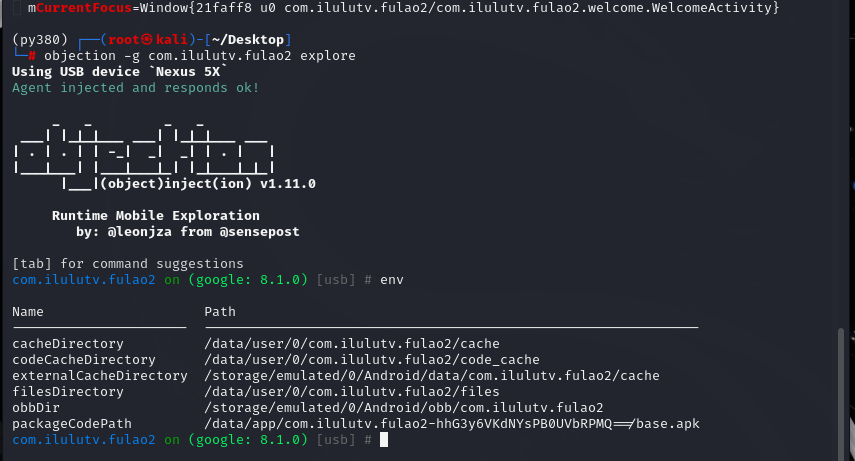 mCurrentFocus=Window{21faff8 u0 com.ilulutv.fulao2/com.ilulutv.fulao2.welcome.WelcomeActivity}
(py380) ┌──(root㉿kali)-[~/Desktop]
└─# objection -g com.ilulutv.fulao2 explore
Using USB device `Nexus 5X`
Agent injected and responds ok!
|___|(object)inject(ion) v1.11.0
Runtime Mobile Exploration
by: @leonjza from @sensepost
[tab] for command suggestions
com.ilulutv.fulao2 on (google: 8.1.0) [usb] # env
Name Path
cacheDirectory /data/user/0/com.ilulutv.fulao2/cache
codeCacheDirectory /data/user/0/com.ilulutv.fulao2/code_cache
externalCacheDirectory /storage/emulated/0/Android/data/com.ilulutv.fulao2/cache
filesDirectory /data/user/0/com.ilulutv.fulao2/files
obbDir /storage/emulated/0/Android/obb/com.ilulutv.fulao2
packageCodePath /data/app/com.ilulutv.fulao2-hhG3y6VKdNYsPB0UVbRPMQ==/base.apk
com.ilulutv.fulao2 on (google: 8.1.0) [usb] #